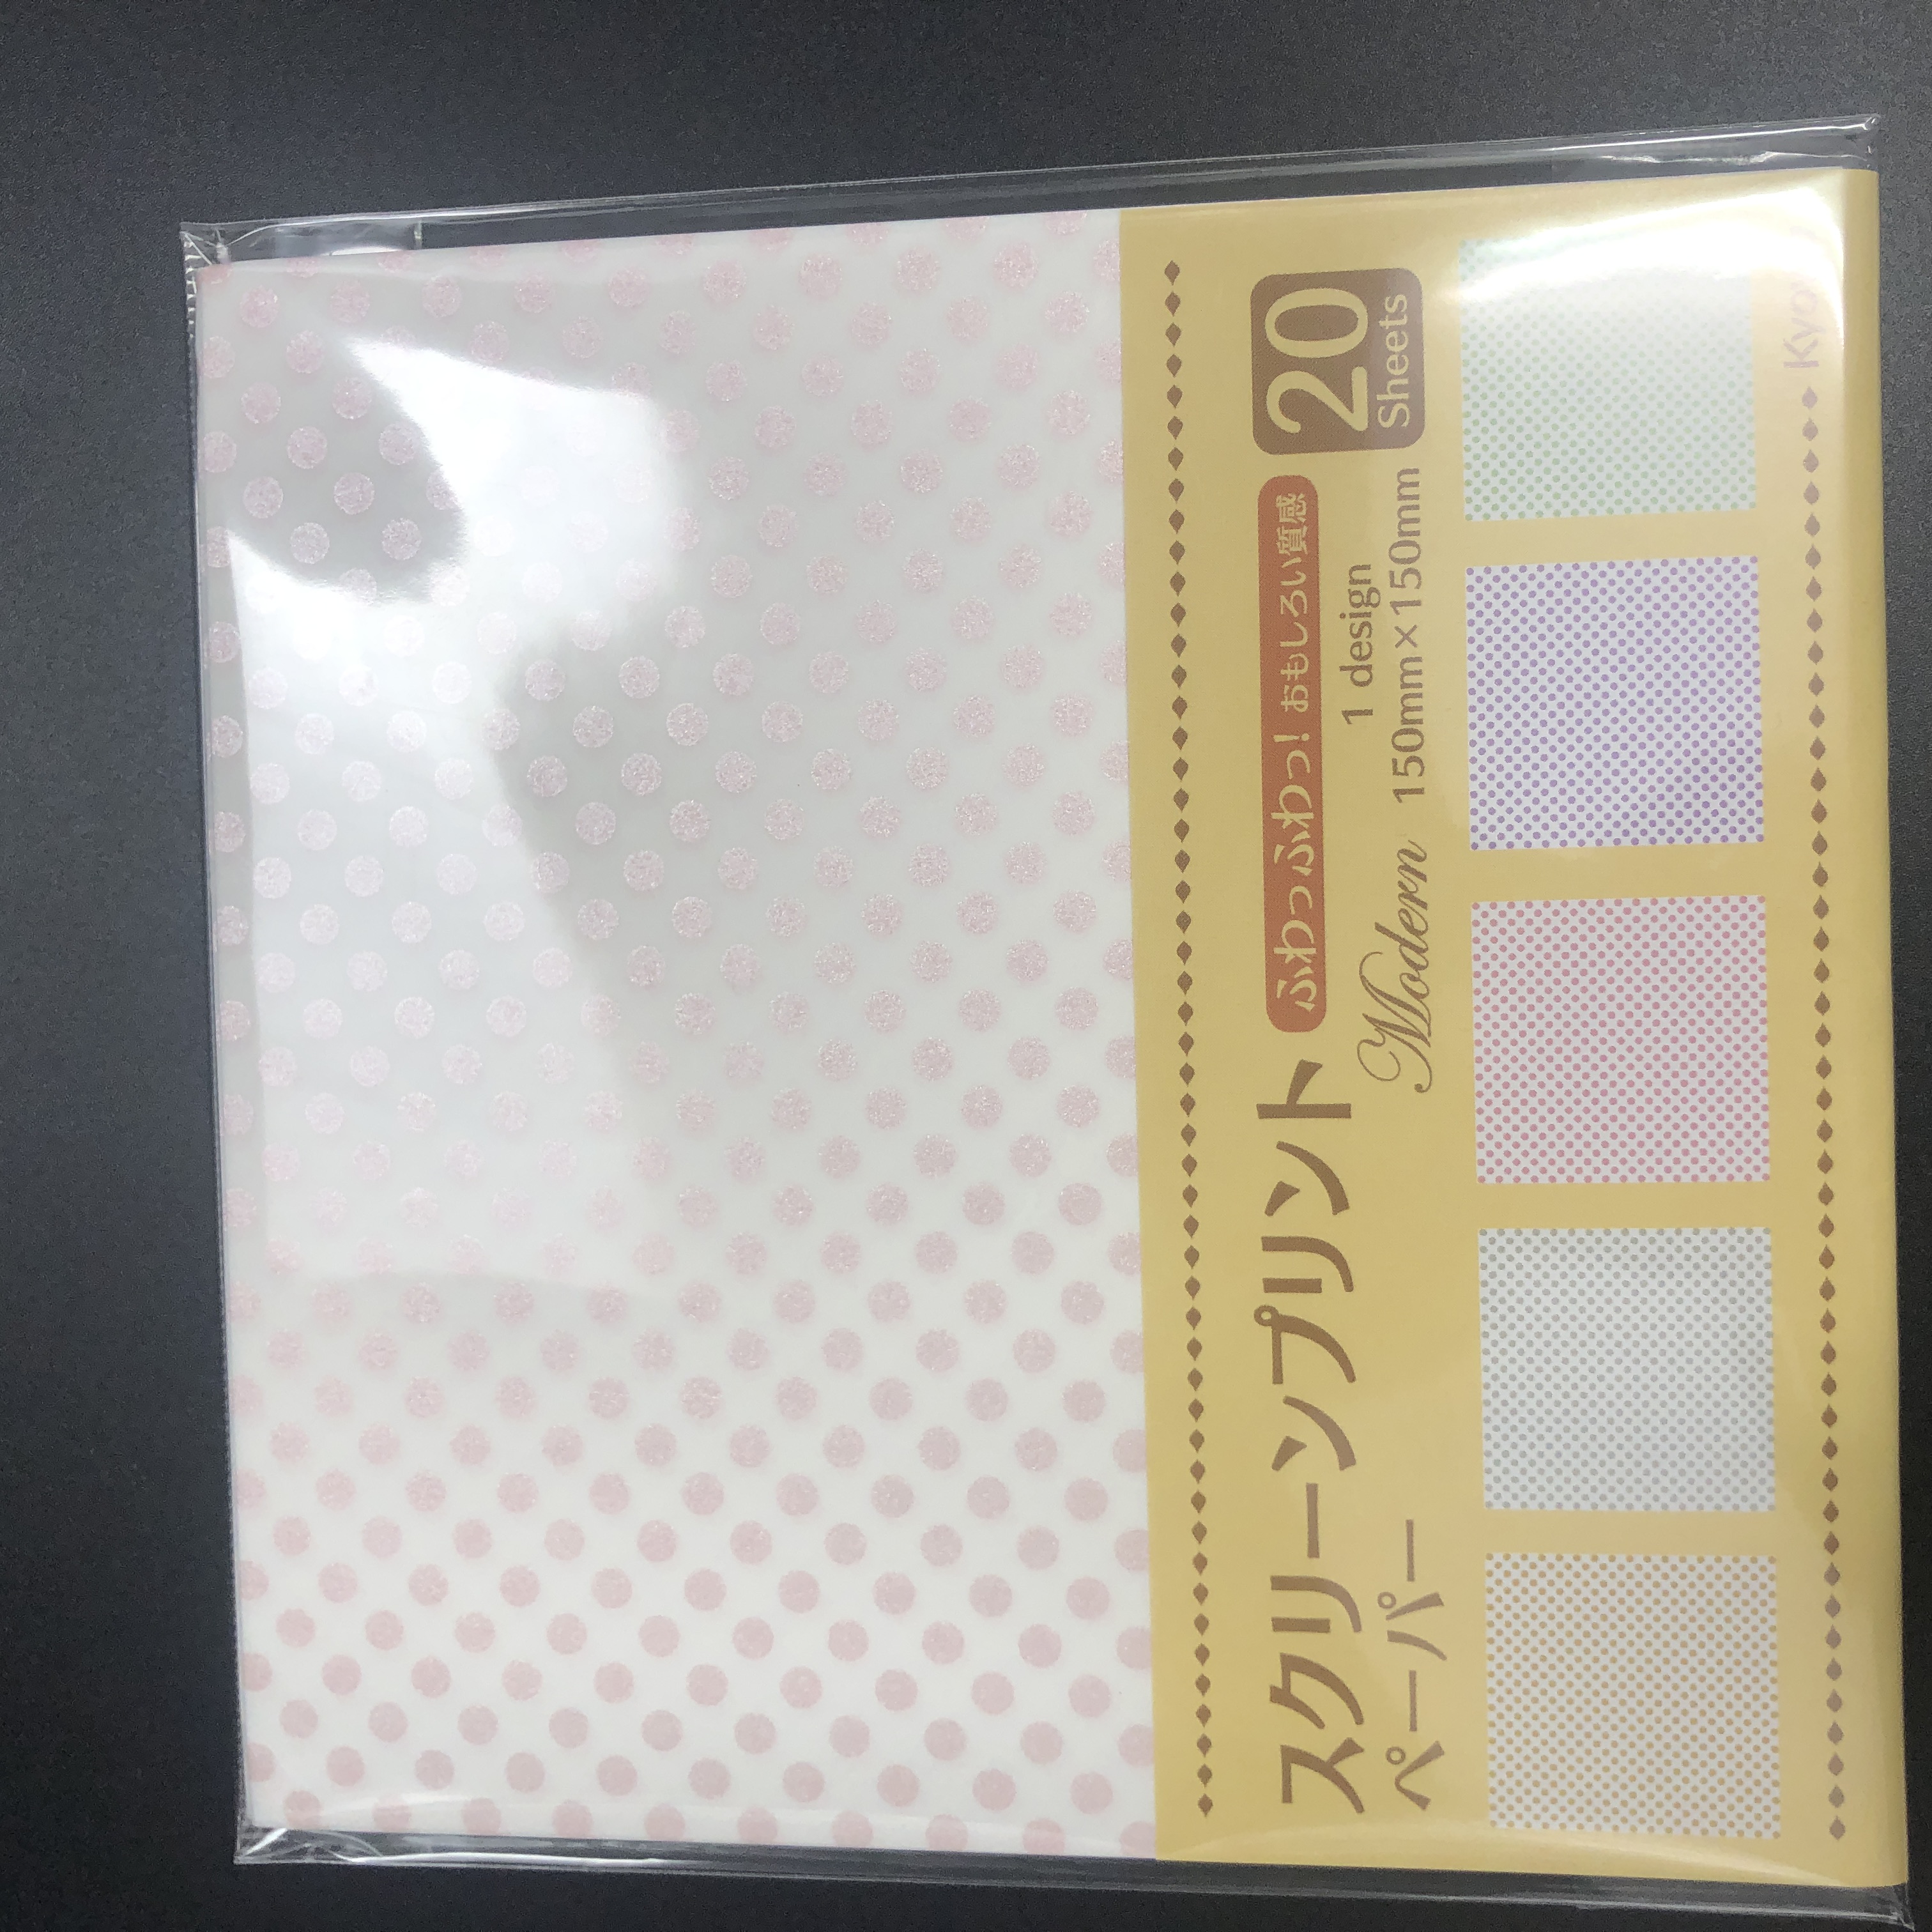 スクリーンプリント
ペーパー
ふわっふわっ! おもしろい質感
20
Sheets
1 design
Modern 150mm×150mm